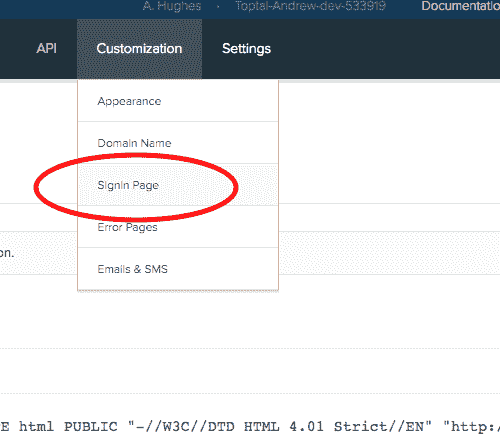 A. Hughes · Toptal-Andrew-dev-533919 Documentatio
API Customization Settings
Appearance
Domain Name
SignIn Page
Error Pages
on.
Emails & SMS
E html PUBLIC "-//W3C//DTD HTML 4.01 Strict//EN" "http:/